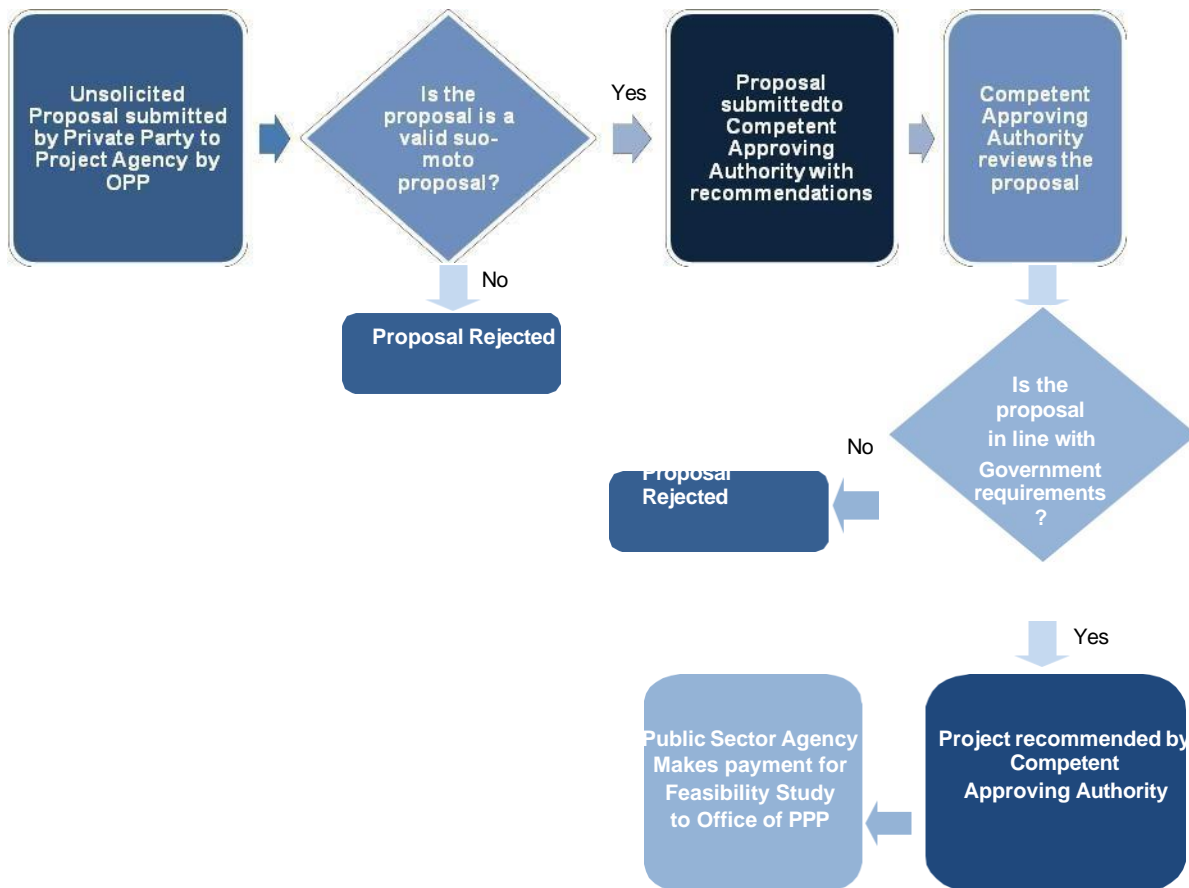 Unsolicited
Proposal submitted
by Private Party to
Project Agency by
OPP
Is the
proposal is a
valid suo-
moto
proposal?
Yes
Proposal
submittedto
Competent
Approving
Authority with
recommendations
Competent
Approving
Authority
reviews the
proposal
No
Proposal Rejected
Is the
proposal
in line with
Government
requirements
?
No
Proposal
Rejected
Yes
Public Sector Agency
Makes payment for
Feasibility Study
to Office of PPP
Project recommended by
Competent
Approving Authority